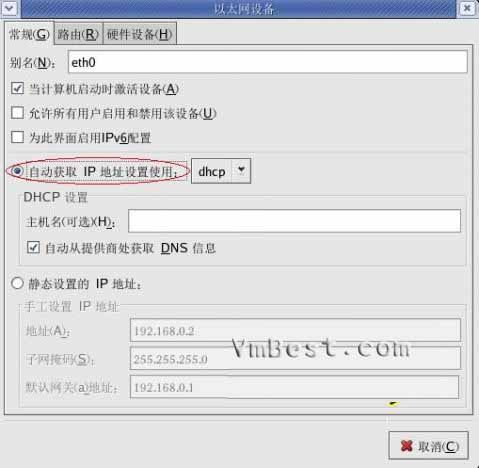 以太网设备
常规(G) 路由(R) 硬件设备(H)
别名(N): eth0
当计算机启动时激活设备(A)
允许所有用户启用和禁用该设备(U)
为此界面启用IPv6配置
自动获取 IP 地址设置使用: dhcp
DHCP 设置
主机名(可选)(H):
自动从提供商处获取 DNS 信息
静态设置的 IP 地址:
手工设置 IP 地址
地址(A): 192.168.0.2
子网掩码(S): 255.255.255.0
VmBest.com
默认网关(a)地址: 192.168.0.1
取消(C)